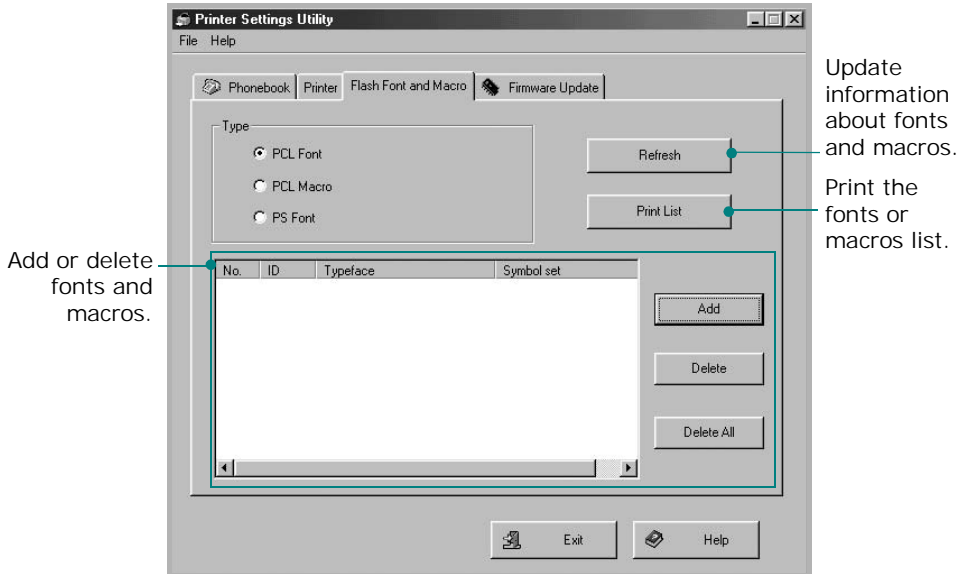 Printer Settings Utility
File Help
Phonebook Printer Flash Font and Macro Firmware Update
Type
PCL Font
PCL Macro
PS Font
Refresh
Print List
Update
information
about fonts
and macros.
Print the
fonts or
macros list.
Add or delete
fonts and
macros.
No. ID Typeface Symbol set
Add
Delete
Delete All
Exit Help